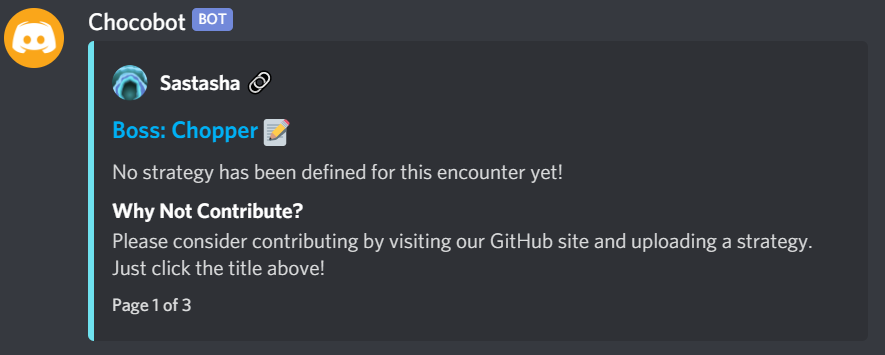 Chocobot BOT
Sastasha 🔗
Boss: Chopper 📝
No strategy has been defined for this encounter yet!
Why Not Contribute?
Please consider contributing by visiting our GitHub site and uploading a strategy.
Just click the title above!
Page 1 of 3